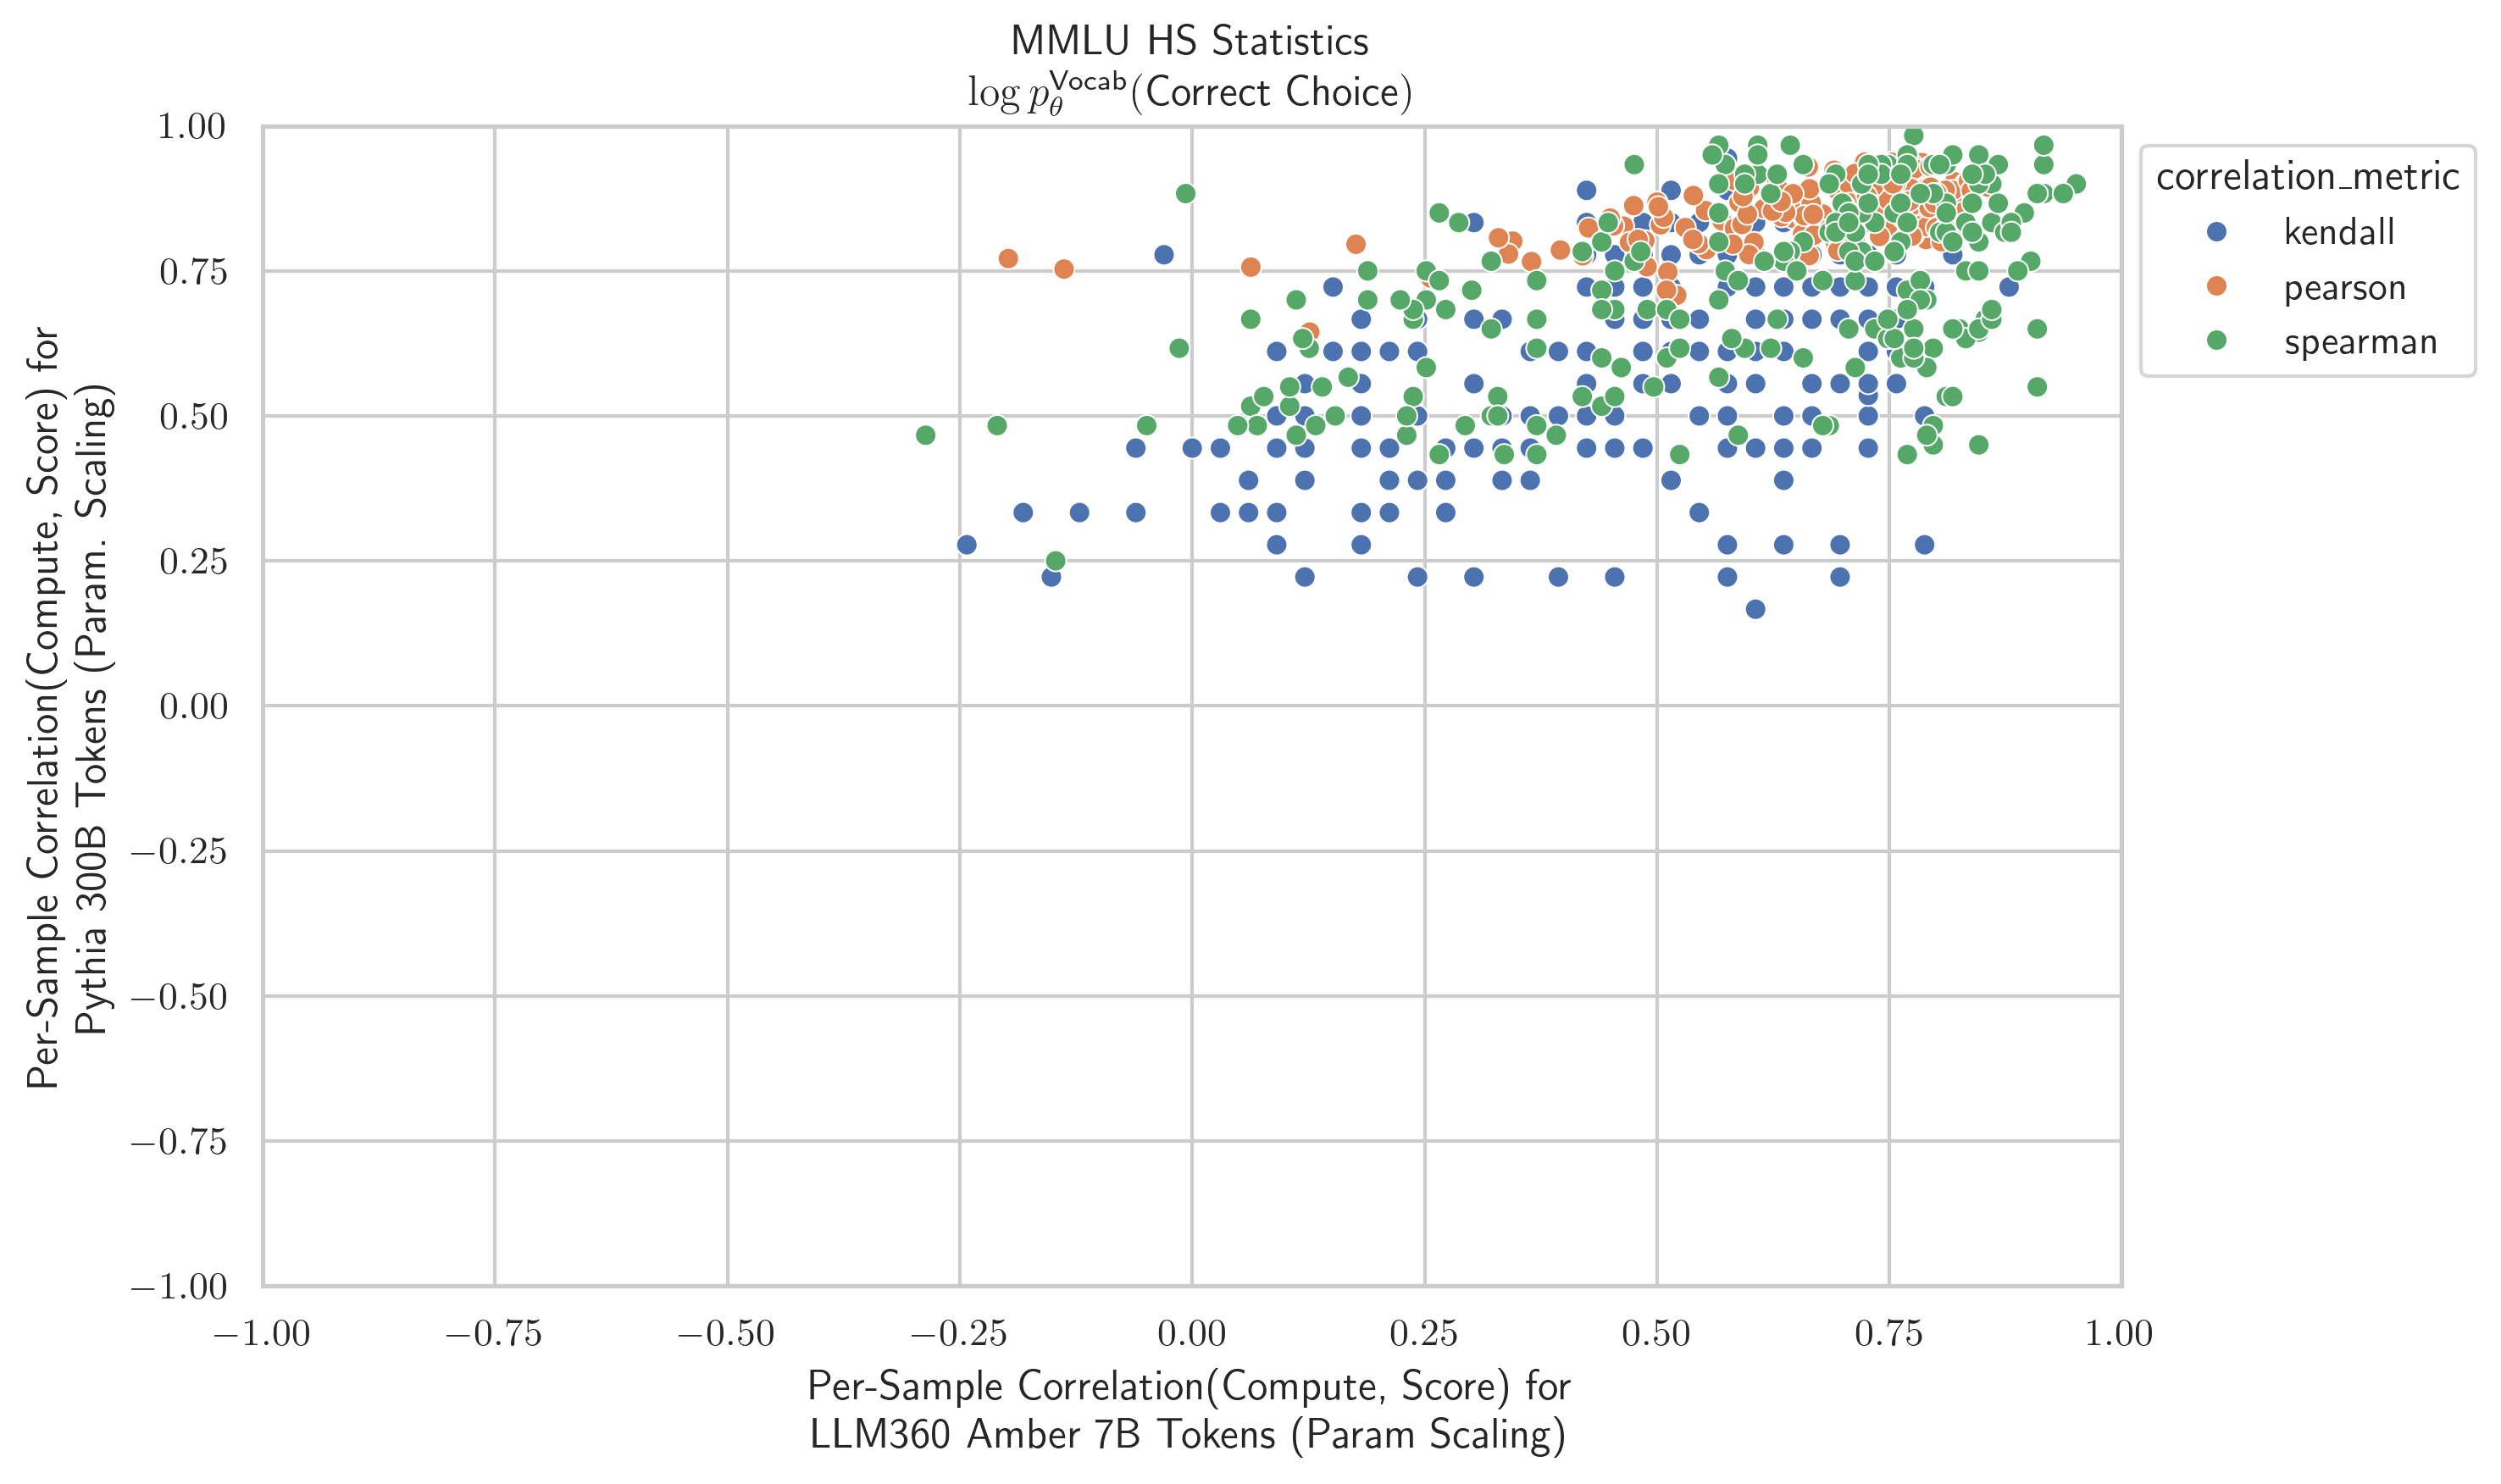 MMLU HS Statistics
log p_θ^Vocab(Correct Choice)
Per-Sample Correlation(Compute, Score) for
Pythia 300B Tokens (Param. Scaling)
1.00
0.75
0.50
0.25
0.00
−0.25
−0.50
−0.75
−1.00
−1.00 −0.75 −0.50 −0.25 0.00 0.25 0.50 0.75 1.00
Per-Sample Correlation(Compute, Score) for
LLM360 Amber 7B Tokens (Param Scaling)
correlation_metric
kendall
pearson
spearman